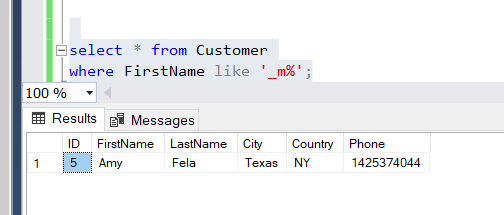 select * from Customer
where FirstName like '_m%';
100 %
Results Messages
ID FirstName LastName City Country Phone
1 5 Amy Fela Texas NY 1425374044